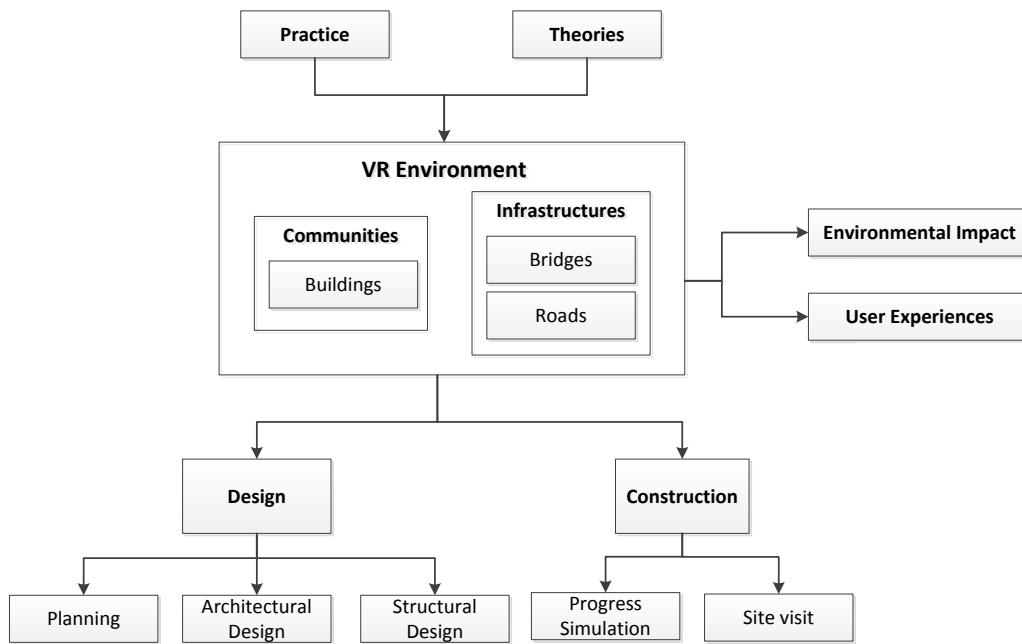 Practice
Theories
VR Environment
Infrastructures
Communities
Bridges
Buildings
Roads
Environmental Impact
User Experiences
Design
Construction
Planning
Architectural
Design
Structural
Design
Progress
Simulation
Site visit